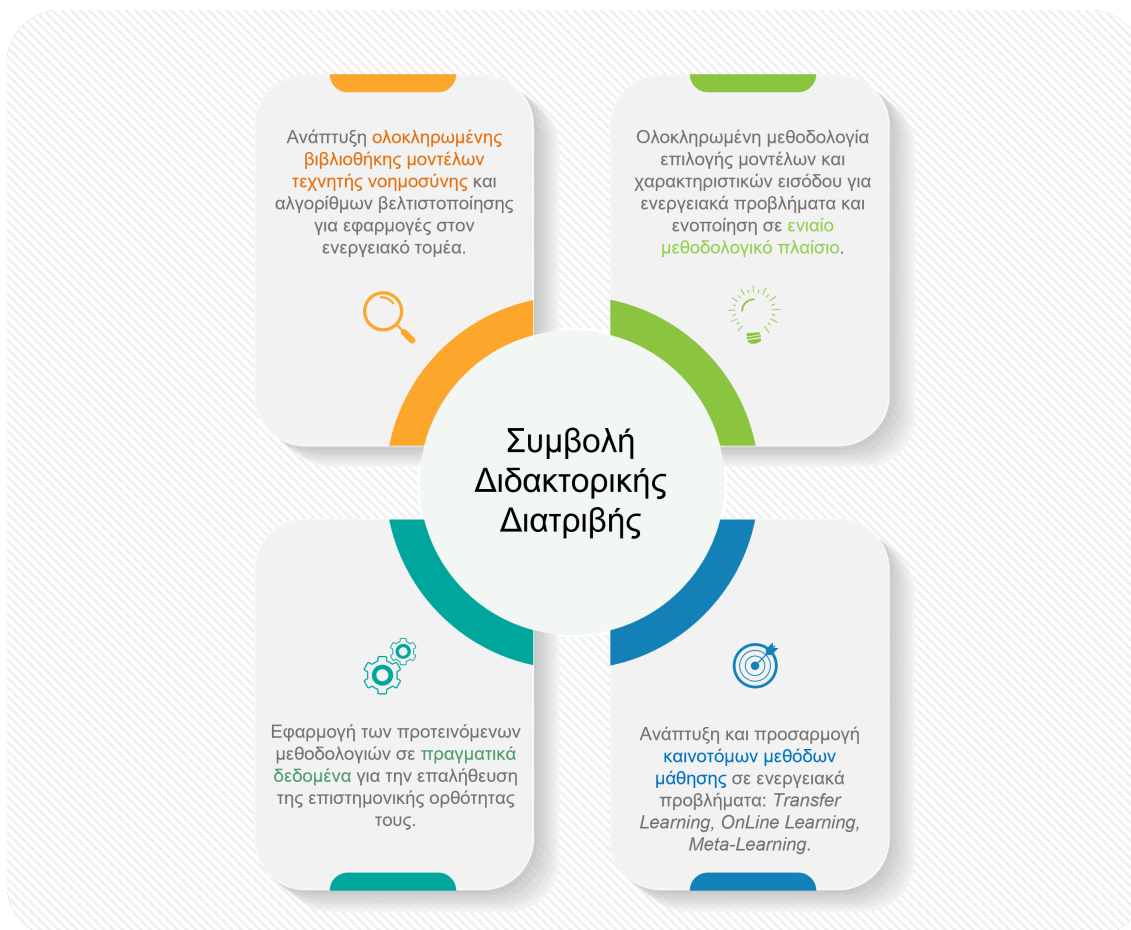 Ανάπτυξη ολοκληρωμένης
βιβλιοθήκης μοντέλων
τεχνητής νοημοσύνης και
αλγορίθμων βελτιστοποίησης
για εφαρμογές στον
ενεργειακό τομέα.
Ολοκληρωμένη μεθοδολογία
επιλογής μοντέλων και
χαρακτηριστικών εισόδου για
ενεργειακά προβλήματα και
ενοποίηση σε ενιαίο
μεθοδολογικό πλαίσιο.
Συμβολή
Διδακτορικής
Διατριβής
Εφαρμογή των προτεινόμενων
μεθοδολογιών σε πραγματικά
δεδομένα για την επαλήθευση
της επιστημονικής ορθότητας
τους.
Ανάπτυξη και προσαρμογή
καινοτόμων μεθόδων
μάθησης σε ενεργειακά
προβλήματα: Transfer
Learning, OnLine Learning,
Meta-Learning.